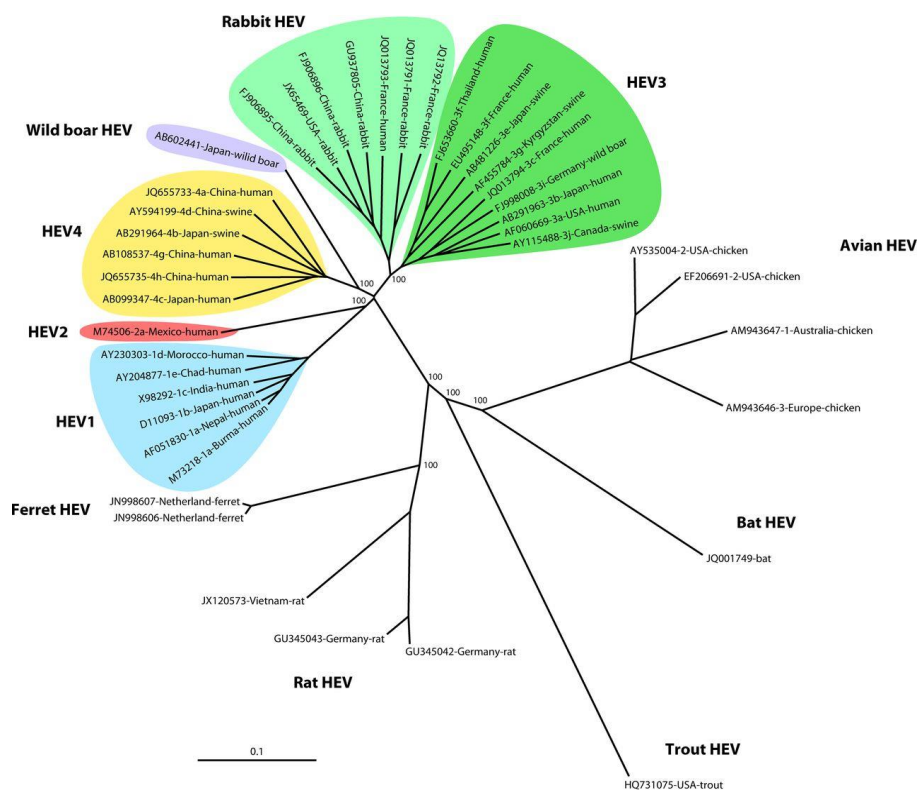 Rabbit HEV
FJ906895-China-rabbit
JX65469-USA-rabbit
FJ906896-China-rabbit
GU937805-China-rabbit
JQ013793-France-human
JQ013791-France-rabbit
JQ13792-France-rabbit
HEV3
FJ653660-3f-Thailand-human
EU495148-3f-France-human
AB481226-3e-Japan-swine
AF455784-3g-Kyrgyzstan-swine
JQ013794-3c-France-human
FJ998008-3i-Germany-wild boar
AB291963-3b-Japan-human
AF060669-3a-USA-human
AY115488-3j-Canada-swine
Wild boar HEV
AB602441-Japan-wilid boar
HEV4
JQ655733-4a-China-human
AY594199-4d-China-swine
AB291964-4b-Japan-swine
AB108537-4g-China-human
JQ655735-4h-China-human
AB099347-4c-Japan-human
100
100
100
HEV2
M74506-2a-Mexico-human
HEV1
AY230303-1d-Morocco-human
AY204877-1e-Chad-human
X98292-1c-India-human
D11093-1b-Japan-human
AF051830-1a-Nepal-human
M73218-1a-Burma-human
Avian HEV
AY535004-2-USA-chicken
EF206691-2-USA-chicken
AM943647-1-Australia-chicken
AM943646-3-Europe-chicken
100
100
100
100
Ferret HEV
JN998607-Netherland-ferret
JN998606-Netherland-ferret
Bat HEV
JQ001749-bat
JX120573-Vietnam-rat
GU345043-Germany-rat
GU345042-Germany-rat
Rat HEV
Trout HEV
HQ731075-USA-trout
0.1